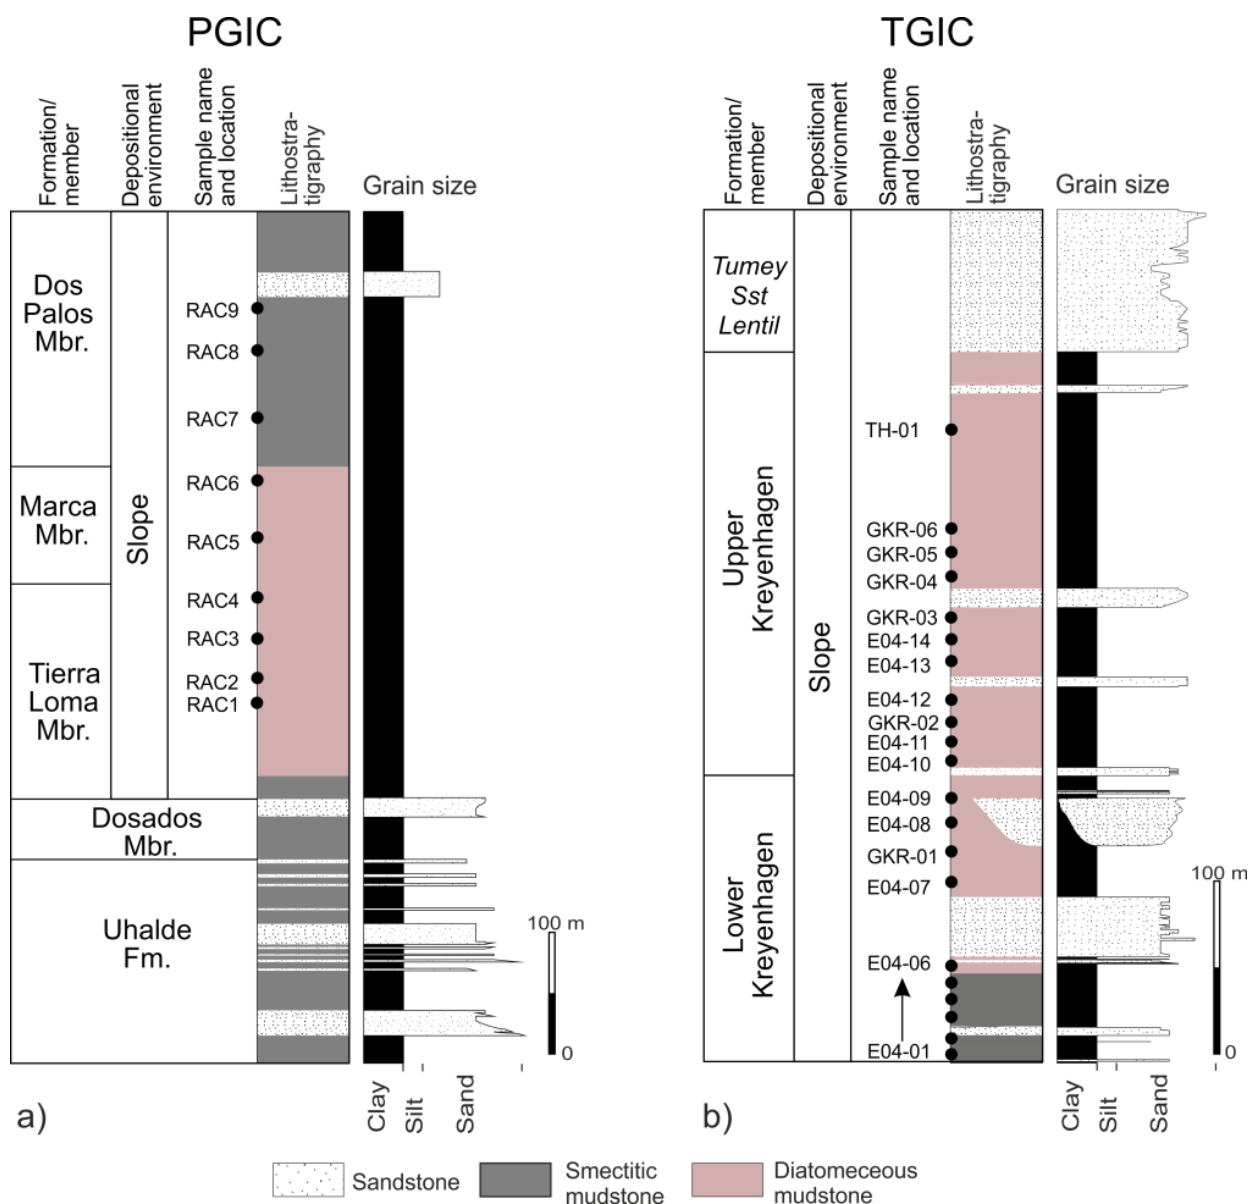 PGIC
Formation/
member
Depositional
environment
Sample name
and location
Lithostra-
tigraphy
Grain size
Dos
Palos
Mbr.
Marca
Mbr.
Tierra
Loma
Mbr.
Dosados
Mbr.
Uhalde
Fm.
Slope
RAC9
RAC8
RAC7
RAC6
RAC5
RAC4
RAC3
RAC2
RAC1
100 m
0
Clay
Silt
Sand
a)
TGIC
Formation/
member
Depositional
environment
Sample name
and location
Lithostra-
tigraphy
Grain size
Tumey
Sst
Lentil
Upper
Kreyenhagen
Lower
Kreyenhagen
Slope
TH-01
GKR-06
GKR-05
GKR-04
GKR-03
E04-14
E04-13
E04-12
GKR-02
E04-11
E04-10
E04-09
E04-08
GKR-01
E04-07
E04-06
E04-01
100 m
0
Clay
Silt
Sand
b)
Sandstone
Smectitic
mudstone
Diatomeceous
mudstone